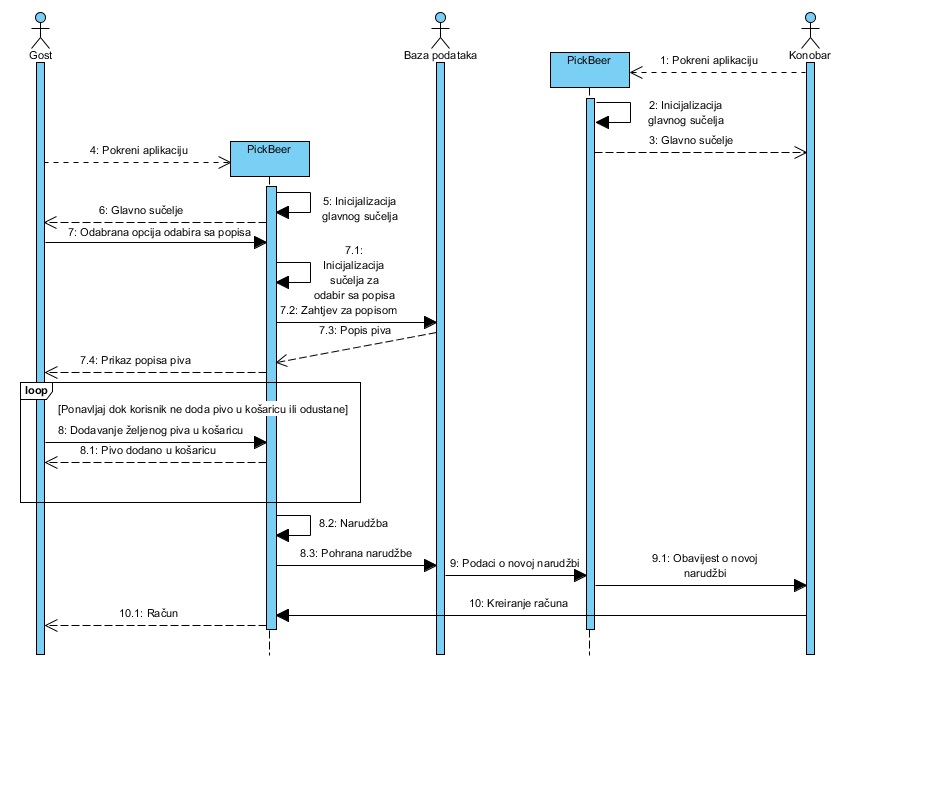 Gost
Baza podataka
Konobar
PickBeer
1: Pokreni aplikaciju
2: Inicijalizacija
glavnog sučelja
3: Glavno sučelje
4: Pokreni aplikaciju
PickBeer
5: Inicijalizacija
glavnog sučelja
6: Glavno sučelje
7: Odabrana opcija odabira sa popisa
7.1:
Inicijalizacija
sučelja za
odabir sa popisa
7.2: Zahtjev za popisom
7.3: Popis piva
7.4: Prikaz popisa piva
loop
[Ponavljaj dok korisnik ne doda pivo u košaricu ili odustane]
8: Dodavanje željenog piva u košaricu
8.1: Pivo dodano u košaricu
8.2: Narudžba
8.3: Pohrana narudžbe
9: Podaci o novoj narudžbi
9.1: Obavijest o novoj
narudžbi
10: Kreiranje računa
10.1: Račun